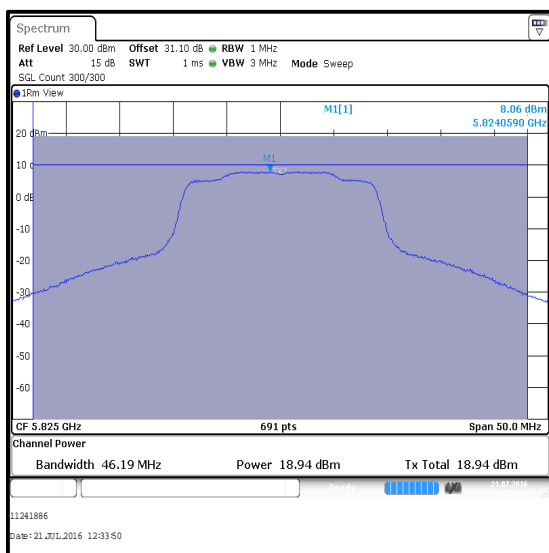 Spectrum
Ref Level 30.00 dBm Offset 31.10 dB RBW 1 MHz
Att 15 dB SWT 1 ms VBW 3 MHz Mode Sweep
SGL Count 300/300
1Rm View
M1[1] 8.06 dBm
5.8240590 GHz
20 dBm
M1
10 d
0 dB
-10
-20
-30
-40
-50
-60
CF 5.825 GHz 691 pts Span 50.0 MHz
Channel Power
Bandwidth 46.19 MHz Power 18.94 dBm Tx Total 18.94 dBm
Ready 21.07.2016
11241886
Date: 21.JUL.2016 12:33:50